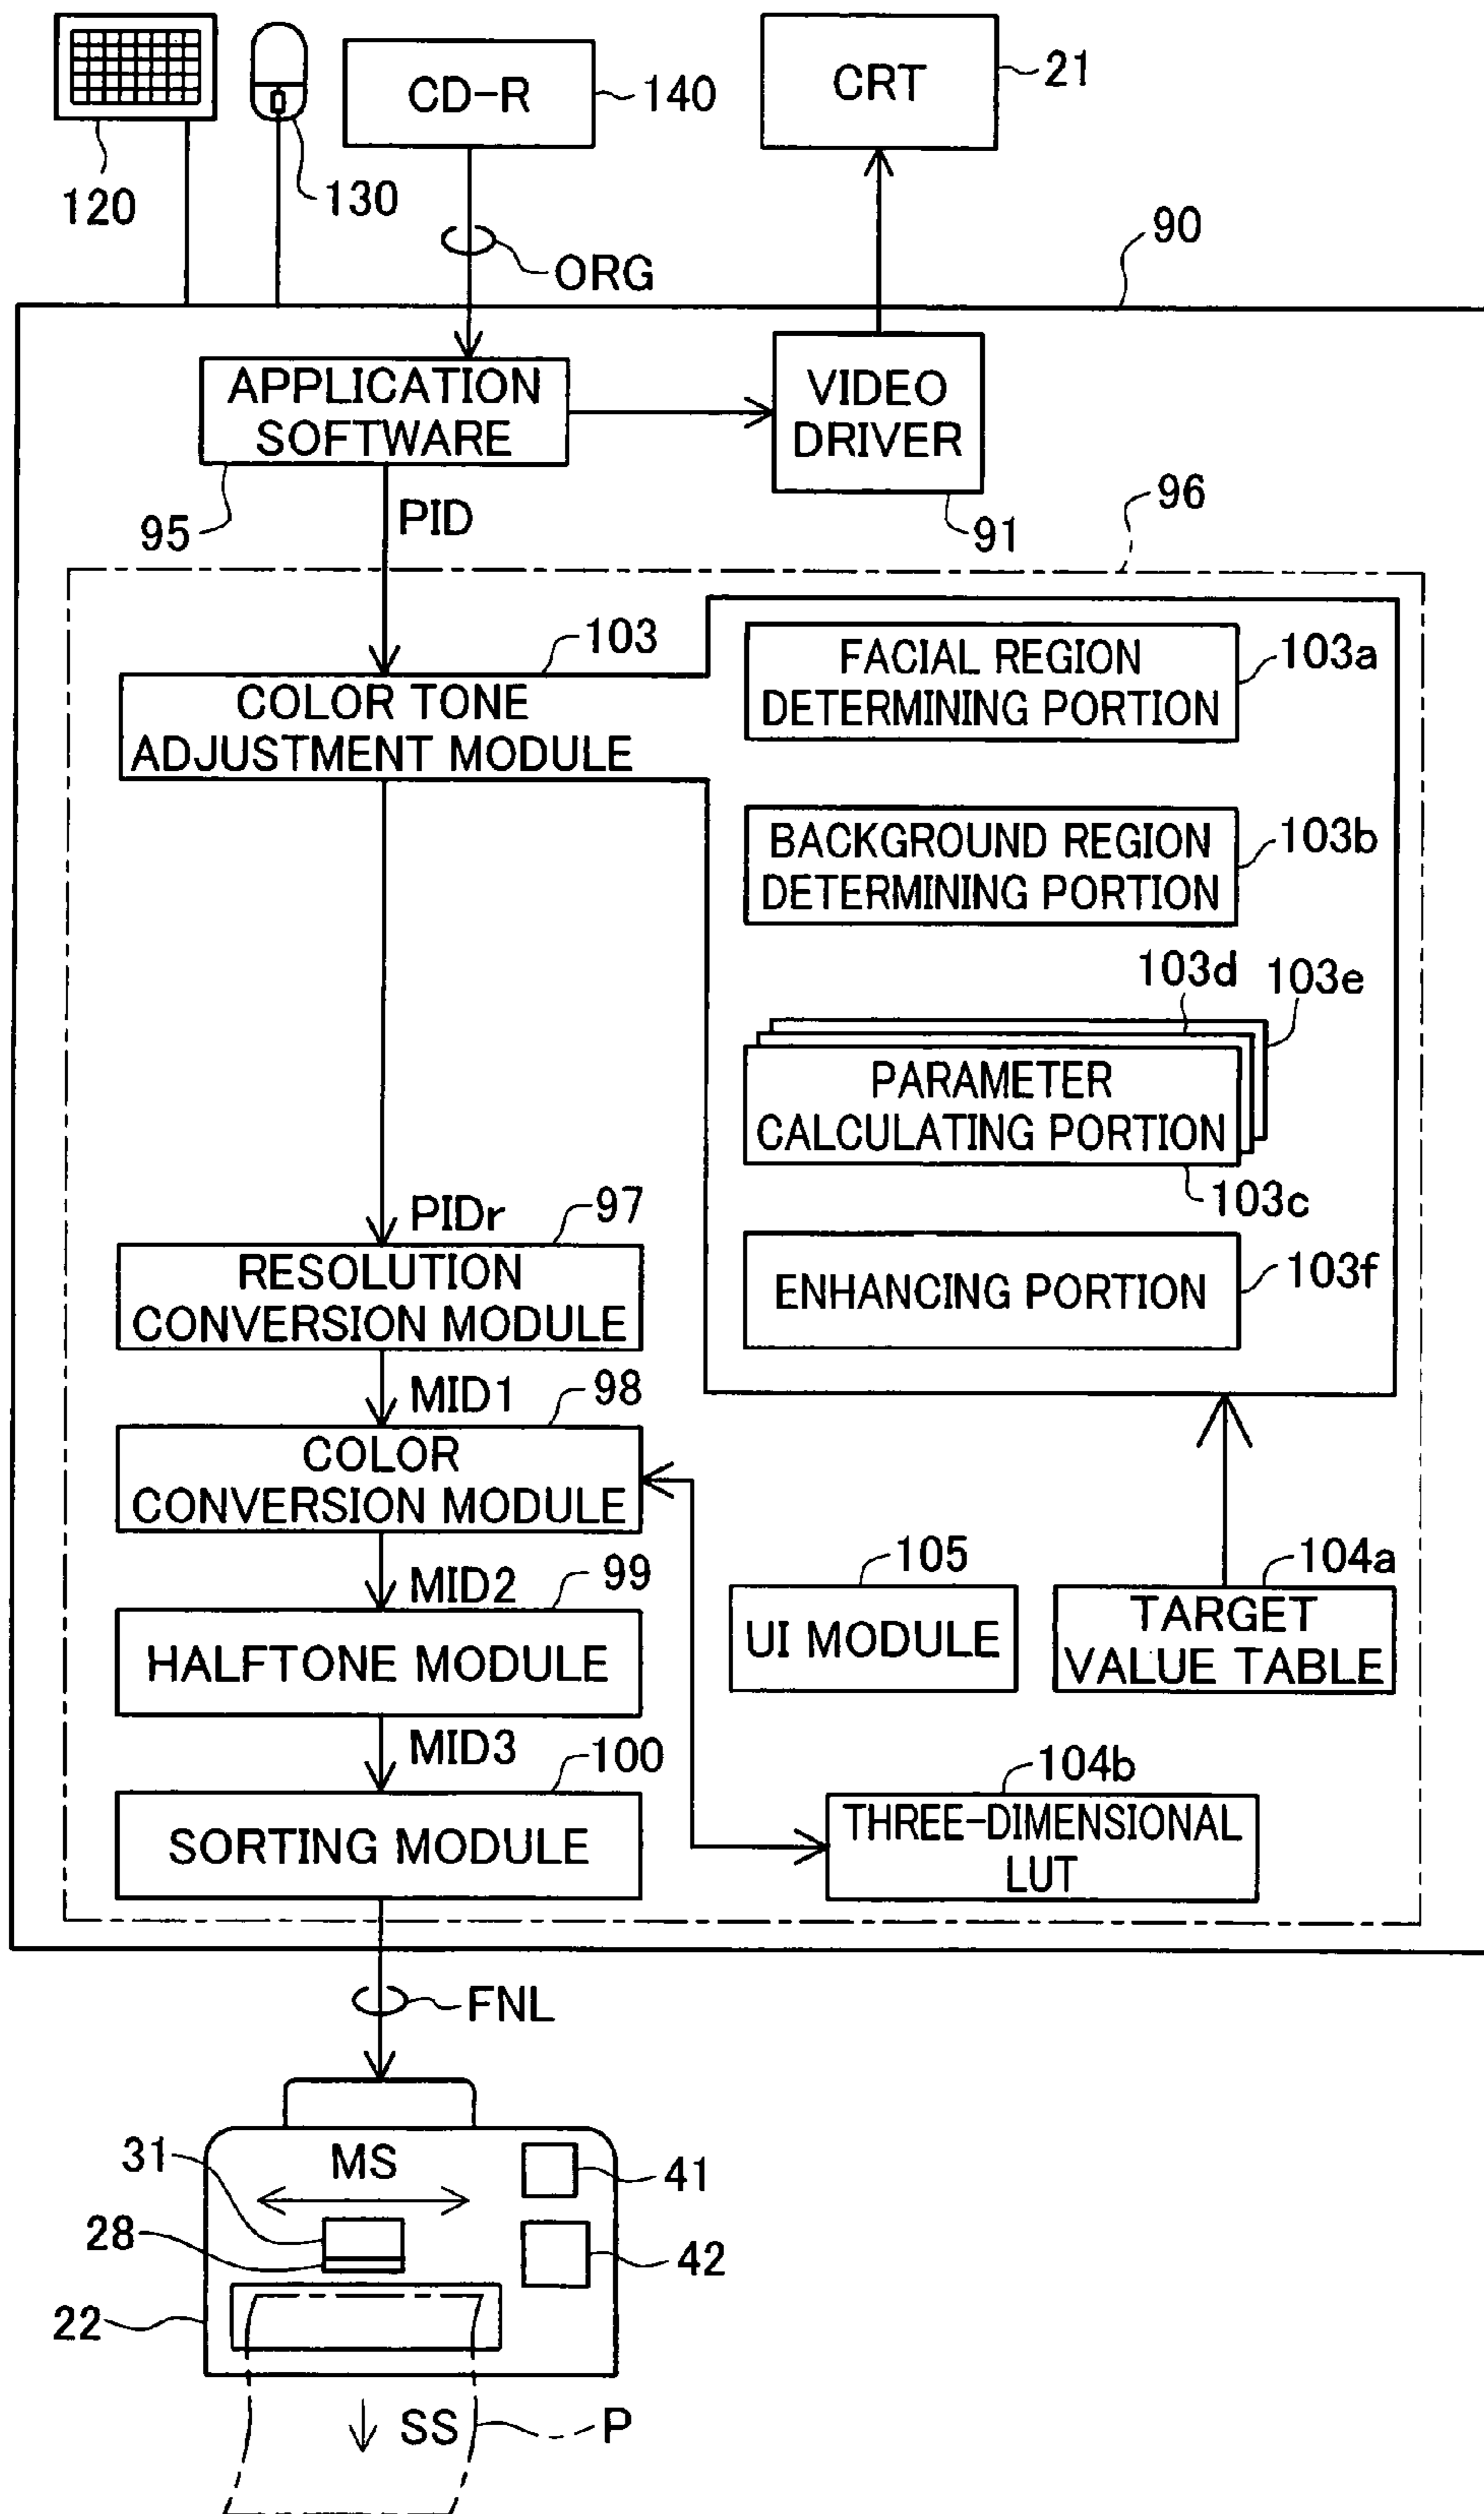 CD-R
140
CRT
21
120
130
ORG
90
APPLICATION
SOFTWARE
VIDEO
DRIVER
95
PID
91
96
103
COLOR TONE
ADJUSTMENT MODULE
FACIAL REGION
DETERMINING PORTION
103a
BACKGROUND REGION
DETERMINING PORTION
103b
103d
103e
PARAMETER
CALCULATING PORTION
103c
PIDr
97
RESOLUTION
CONVERSION MODULE
ENHANCING PORTION
103f
MID1
98
COLOR
CONVERSION MODULE
MID2
99
HALFTONE MODULE
105
UI MODULE
104a
TARGET
VALUE TABLE
MID3
100
SORTING MODULE
104b
THREE-DIMENSIONAL
LUT
FNL
31
MS
41
28
42
22
SS
P